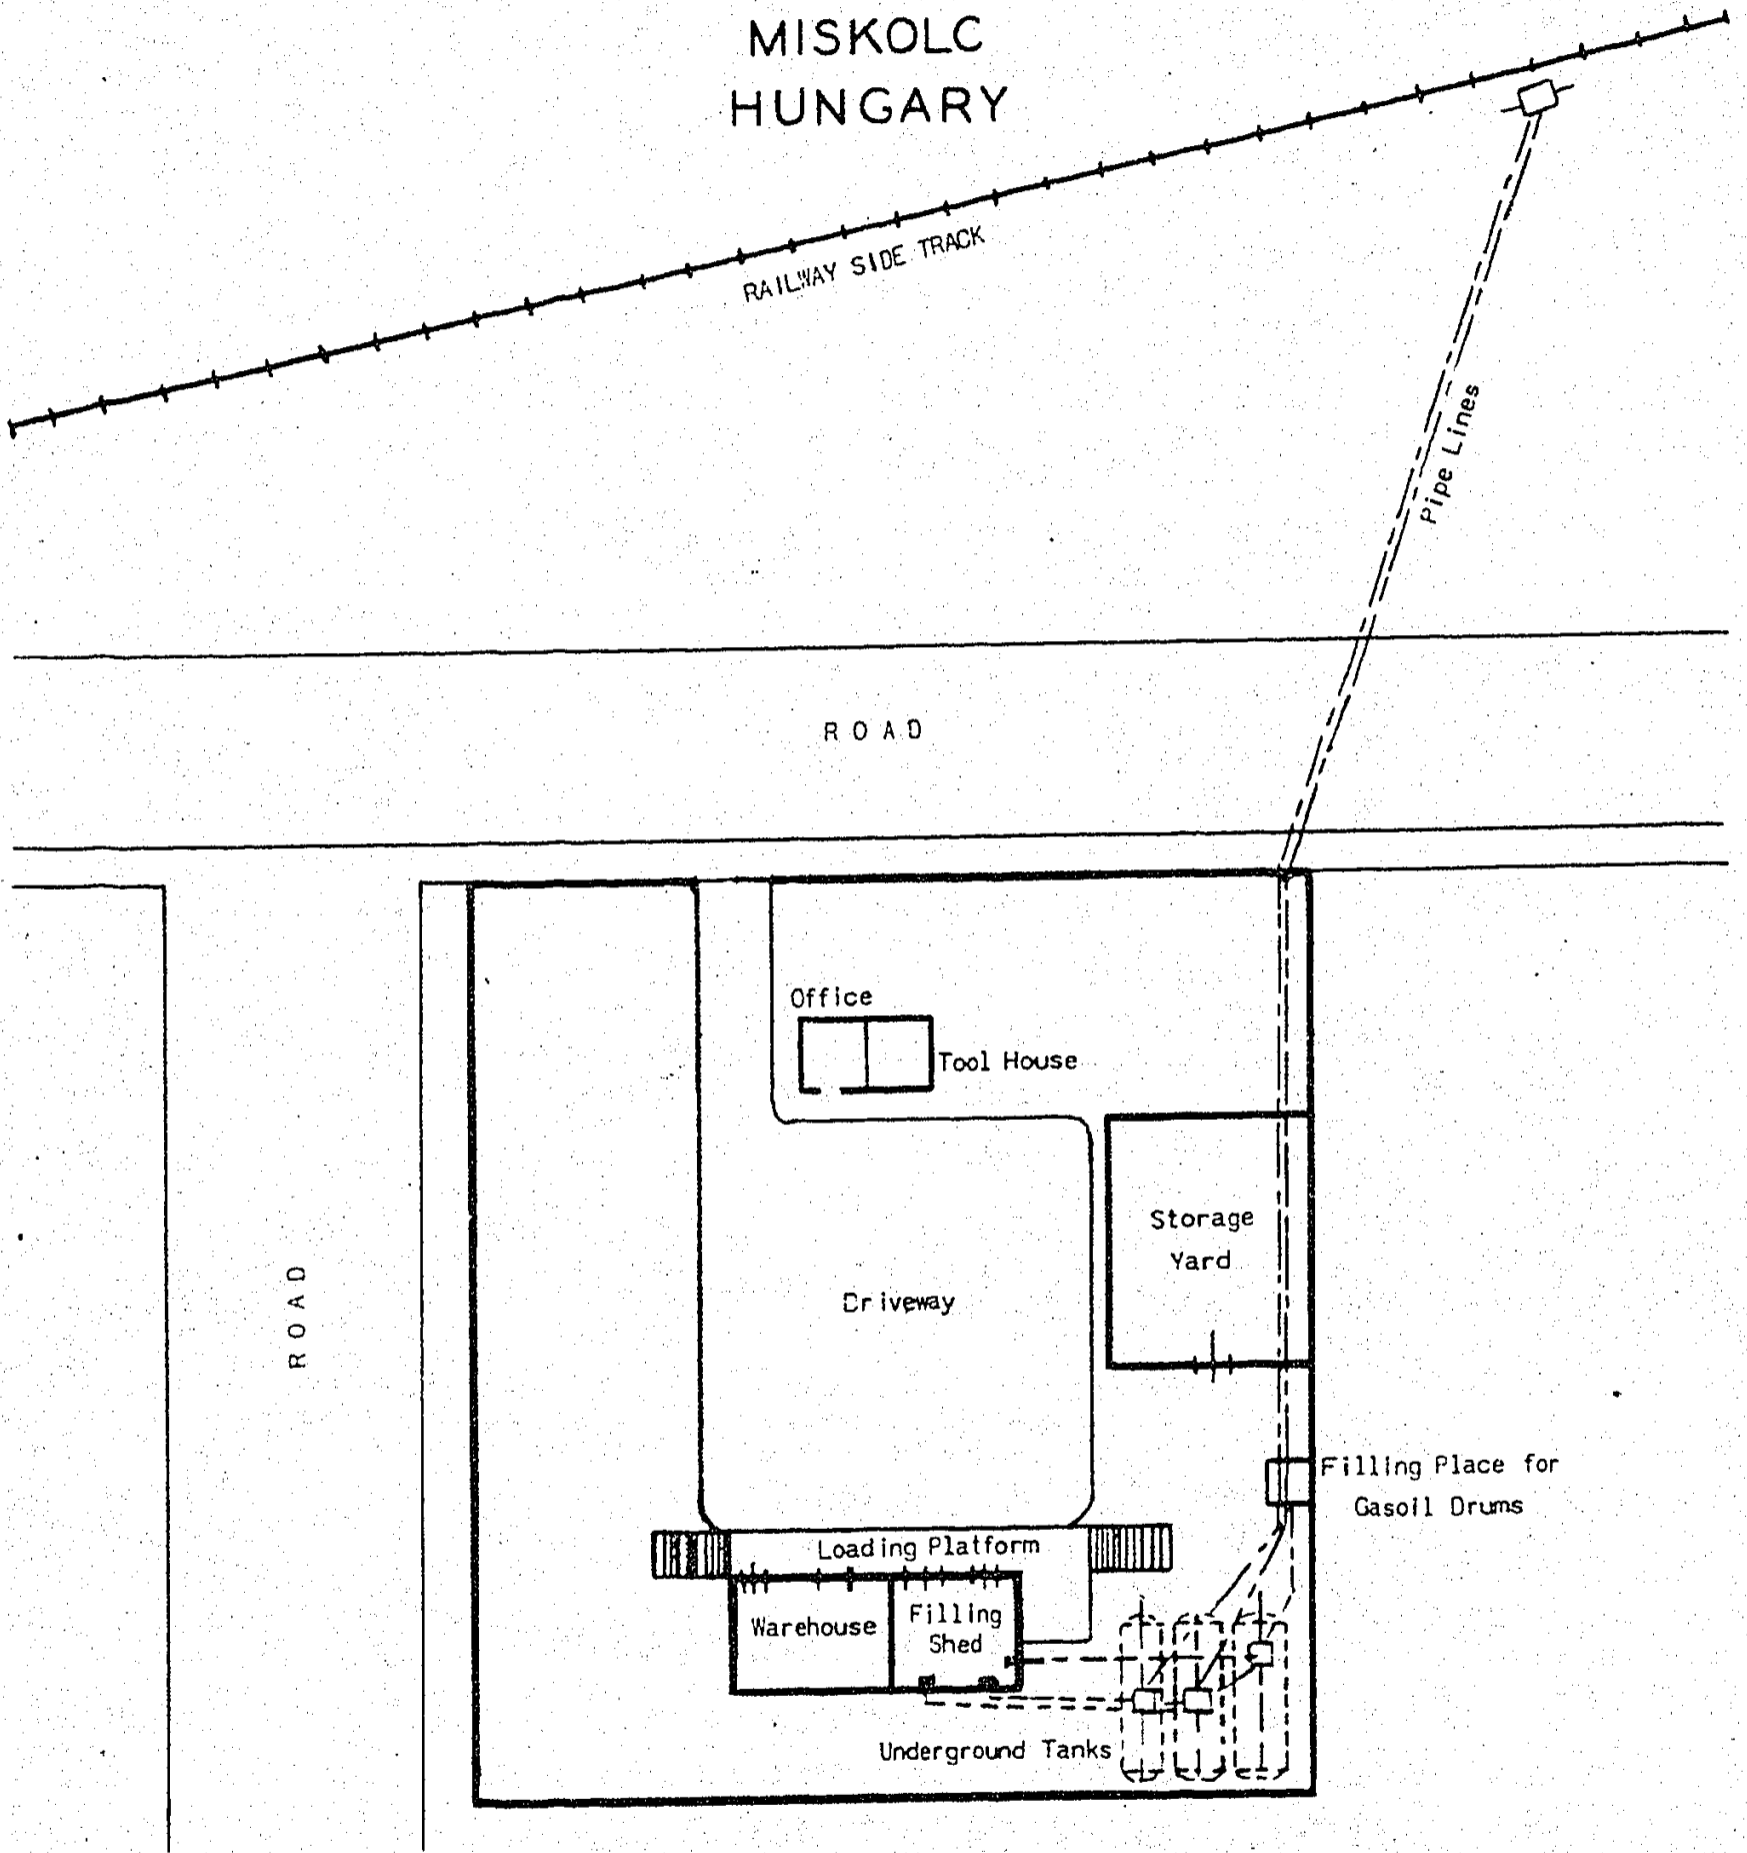 MISKOLC
HUNGARY
RAILWAY SIDE TRACK
Pipe Lines
ROAD
Office
Tool House
Storage
Yard
Driveway
ROAD
Filling Place for
Gasoil Drums
Loading Platform
Warehouse
Filling
Shed
Underground Tanks